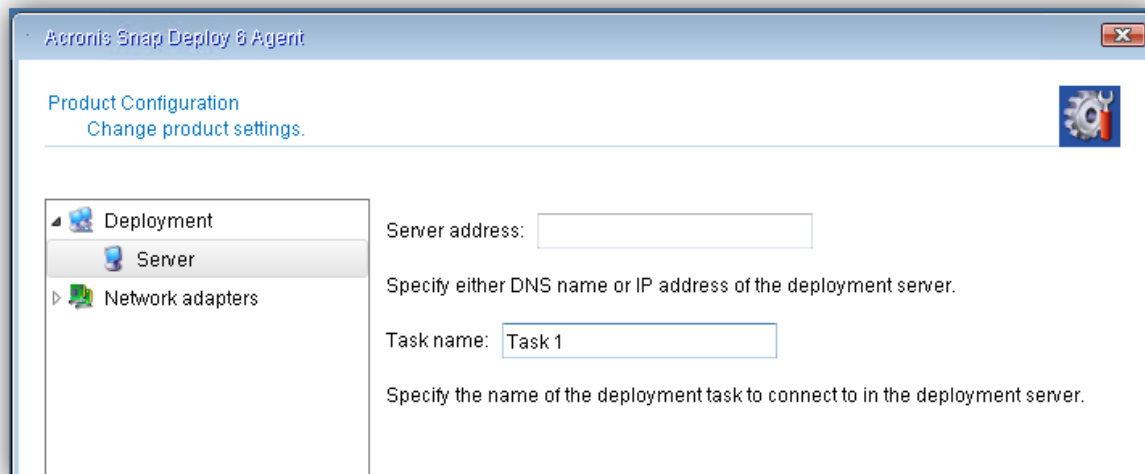 Acronis Snap Deploy 6 Agent
Product Configuration
Change product settings.
Deployment
Server
Network adapters
Server address:
Specify either DNS name or IP address of the deployment server.
Task name: Task 1
Specify the name of the deployment task to connect to in the deployment server.